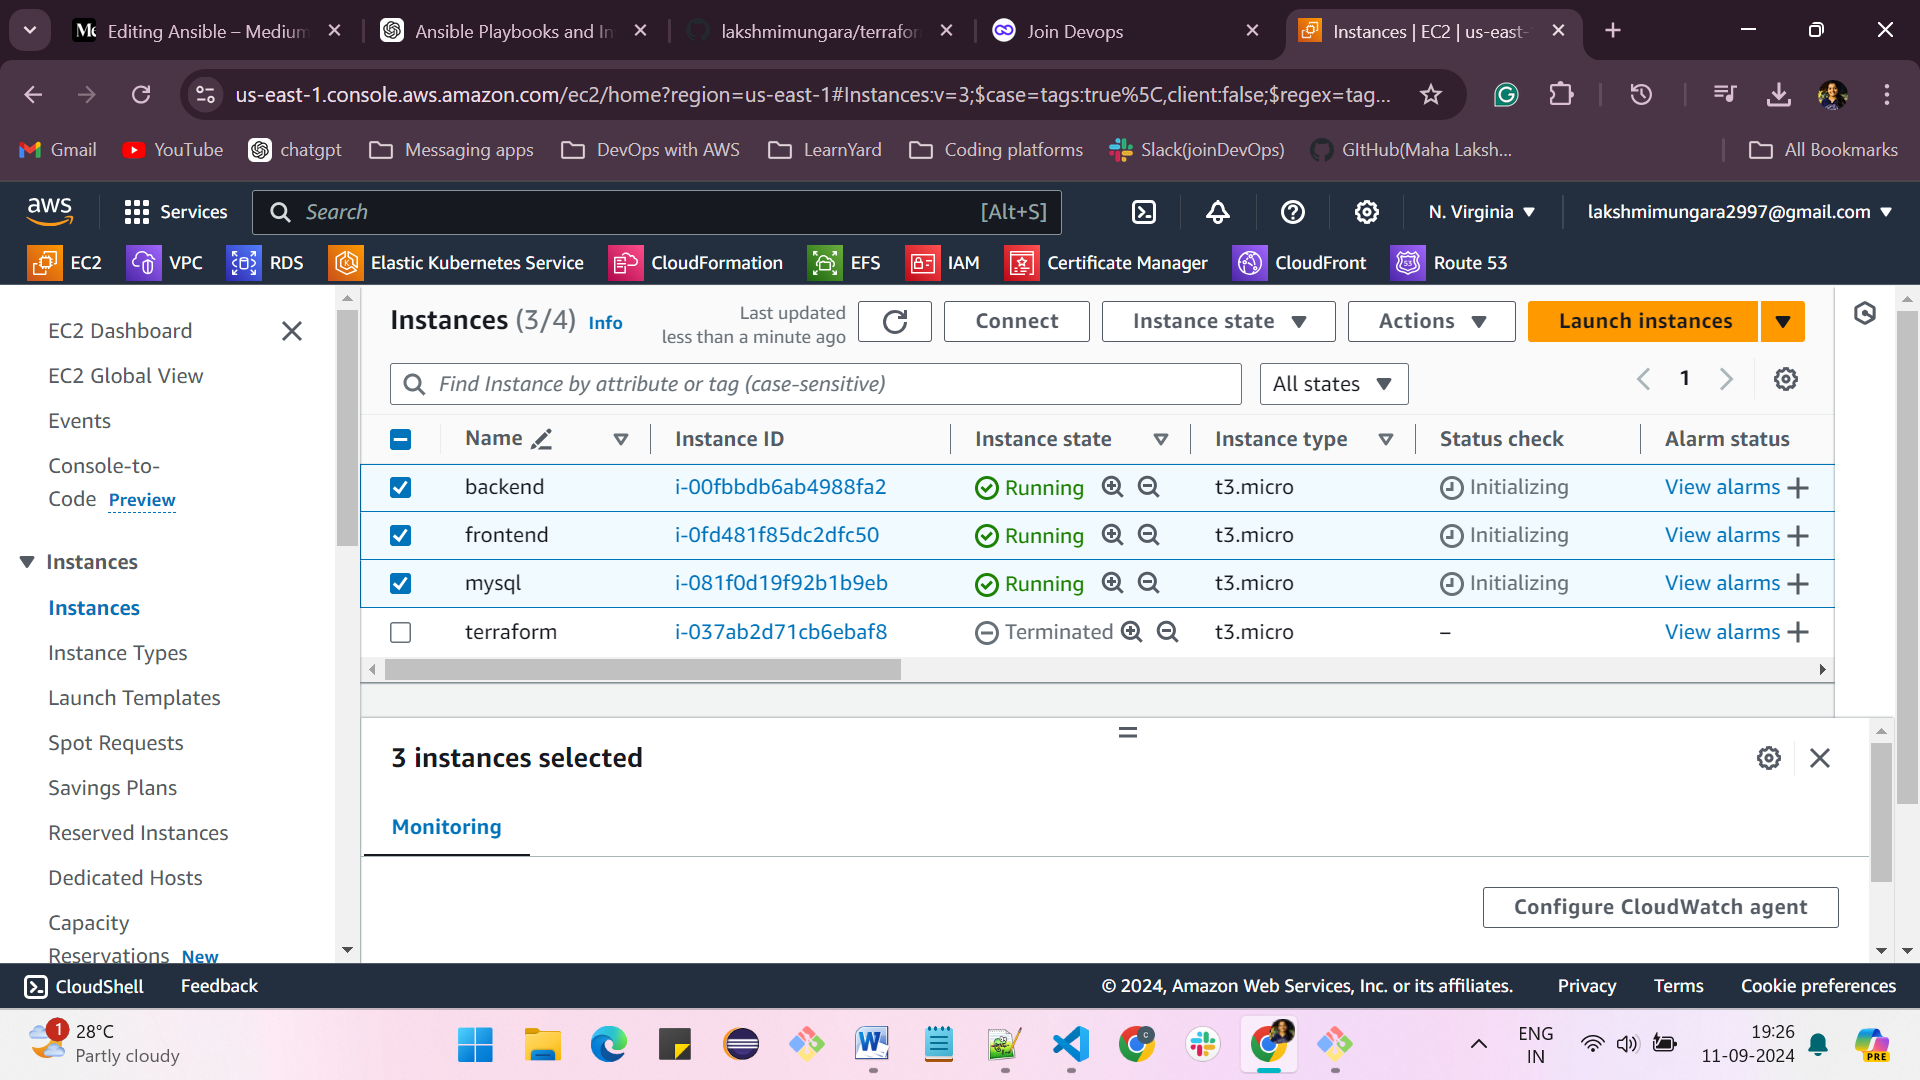 Editing Ansible – Medium
Ansible Playbooks and In
lakshmimungara/terrafor
Join Devops
Instances | EC2 | us-east-
us-east-1.console.aws.amazon.com/ec2/home?region=us-east-1#Instances:v=3;$case=tags:true%5C,client:false;$regex=tag...
Gmail
YouTube
chatgpt
Messaging apps
DevOps with AWS
LearnYard
Coding platforms
Slack(joinDevOps)
GItHub(Maha Laksh...
All Bookmarks
aws
Services
Search
[Alt+S]
N. Virginia
lakshmimungara2997@gmail.com
EC2
VPC
RDS
Elastic Kubernetes Service
CloudFormation
EFS
IAM
Certificate Manager
CloudFront
Route 53
EC2 Dashboard
EC2 Global View
Events
Console-to-
Code Preview
Instances
Instances
Instance Types
Launch Templates
Spot Requests
Savings Plans
Reserved Instances
Dedicated Hosts
Capacity
Reservations New
Instances (3/4) Info
Last updated
less than a minute ago
Connect
Instance state
Actions
Launch instances
Find Instance by attribute or tag (case-sensitive)
All states
1
Name Instance ID Instance state Instance type Status check Alarm status
backend i-00fbbdb6ab4988fa2 Running t3.micro Initializing View alarms +
frontend i-0fd481f85dc2dfc50 Running t3.micro Initializing View alarms +
mysql i-081f0d19f92b1b9eb Running t3.micro Initializing View alarms +
terraform i-037ab2d71cb6ebaf8 Terminated t3.micro – View alarms +
3 instances selected
Monitoring
Configure CloudWatch agent
CloudShell
Feedback
© 2024, Amazon Web Services, Inc. or its affiliates.
Privacy
Terms
Cookie preferences
1
28°C
Partly cloudy
ENG
IN
19:26
11-09-2024
PRE